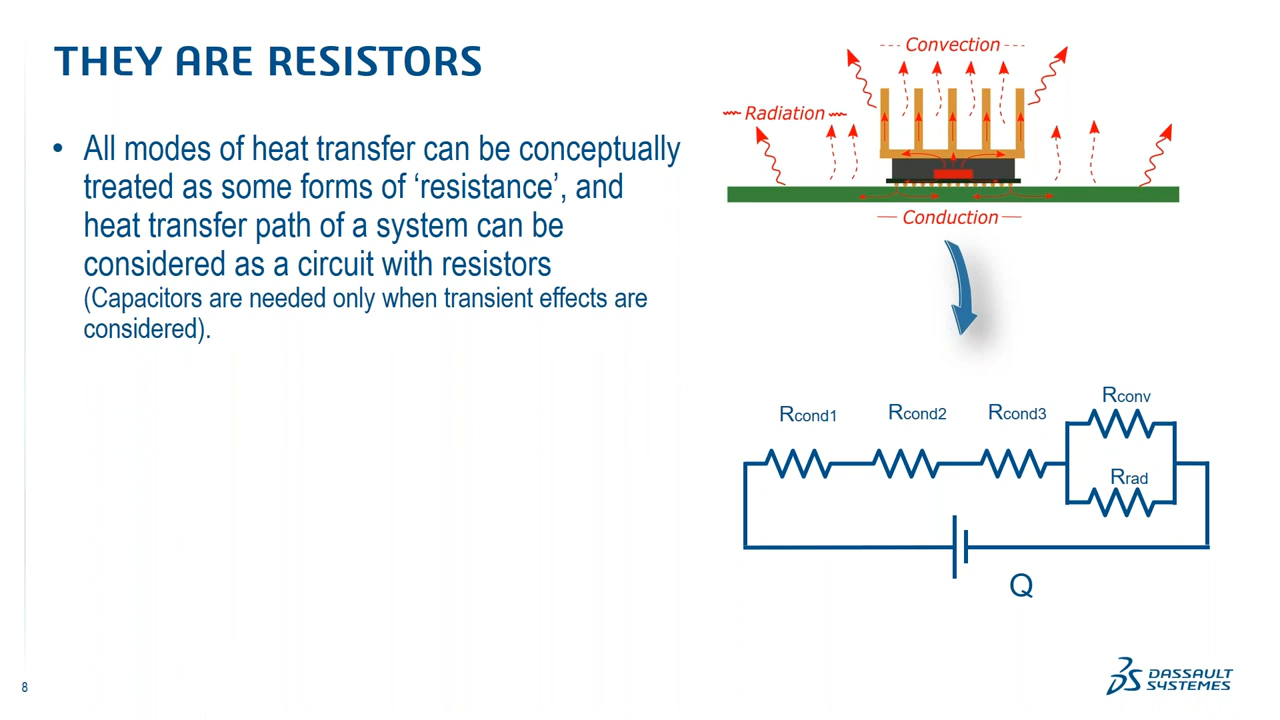 THEY ARE RESISTORS
• All modes of heat transfer can be conceptually
treated as some forms of ‘resistance’, and
heat transfer path of a system can be
considered as a circuit with resistors
(Capacitors are needed only when transient effects are
considered).
Convection
Radiation
Conduction
Rcond1
Rcond2
Rcond3
Rconv
Rrad
Q
8
DASSAULT
SYSTEMES